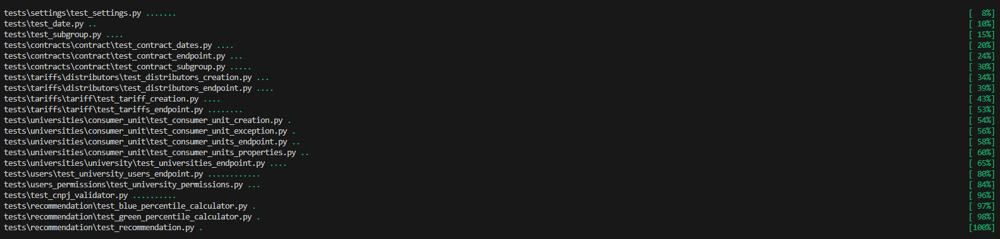 tests\settings\test_settings.py ....... [  8%]
tests\test_date.py .. [ 10%]
tests\test_subgroup.py .... [ 15%]
tests\contracts\contract\test_contract_dates.py .... [ 20%]
tests\contracts\contract\test_contract_endpoint.py ... [ 24%]
tests\contracts\contract\test_contract_subgroup.py ..... [ 30%]
tests\tariffs\distributors\test_distributors_creation.py ... [ 34%]
tests\tariffs\distributors\test_distributors_endpoint.py .... [ 39%]
tests\tariffs\tariff\test_tariff_creation.py .... [ 43%]
tests\tariffs\tariff\test_tariffs_endpoint.py ........ [ 53%]
tests\universities\consumer_unit\test_consumer_unit_creation.py . [ 54%]
tests\universities\consumer_unit\test_consumer_unit_exception.py . [ 56%]
tests\universities\consumer_unit\test_consumer_units_endpoint.py .. [ 58%]
tests\universities\consumer_unit\test_consumer_units_properties.py .. [ 60%]
tests\universities\university\test_universities_endpoint.py .... [ 65%]
tests\users\test_university_users_endpoint.py ............ [ 80%]
tests\users_permissions\test_university_permissions.py ... [ 84%]
tests\test_cnpj_validator.py .......... [ 96%]
tests\recommendation\test_blue_percentile_calculator.py . [ 97%]
tests\recommendation\test_green_percentile_calculator.py . [ 98%]
tests\recommendation\test_recommendation.py . [100%]